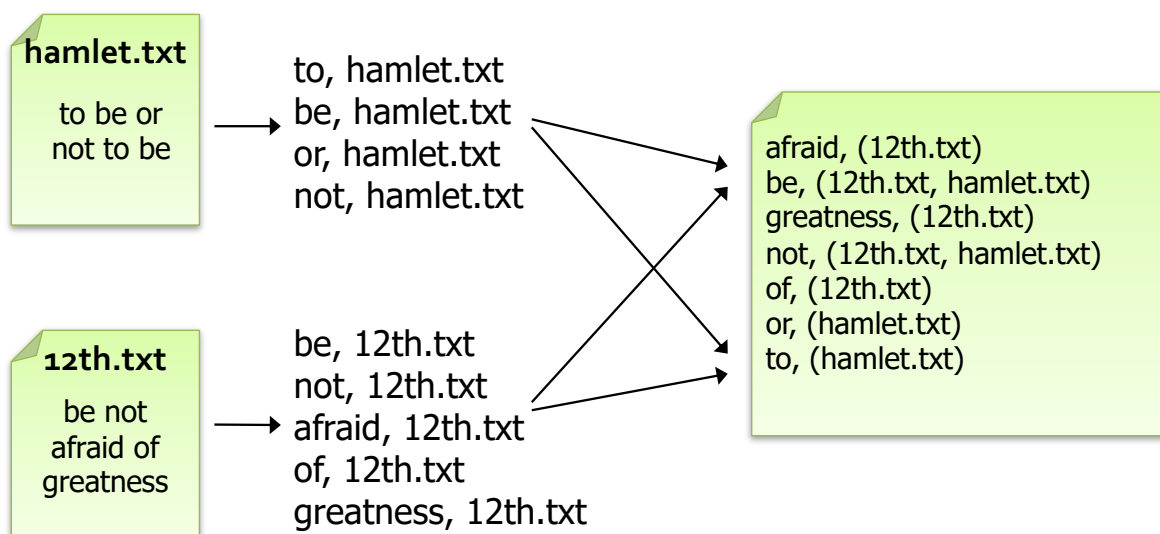 hamlet.txt
to be or
not to be
to, hamlet.txt
be, hamlet.txt
or, hamlet.txt
not, hamlet.txt
12th.txt
be not
afraid of
greatness
be, 12th.txt
not, 12th.txt
afraid, 12th.txt
of, 12th.txt
greatness, 12th.txt
afraid, (12th.txt)
be, (12th.txt, hamlet.txt)
greatness, (12th.txt)
not, (12th.txt, hamlet.txt)
of, (12th.txt)
or, (hamlet.txt)
to, (hamlet.txt)